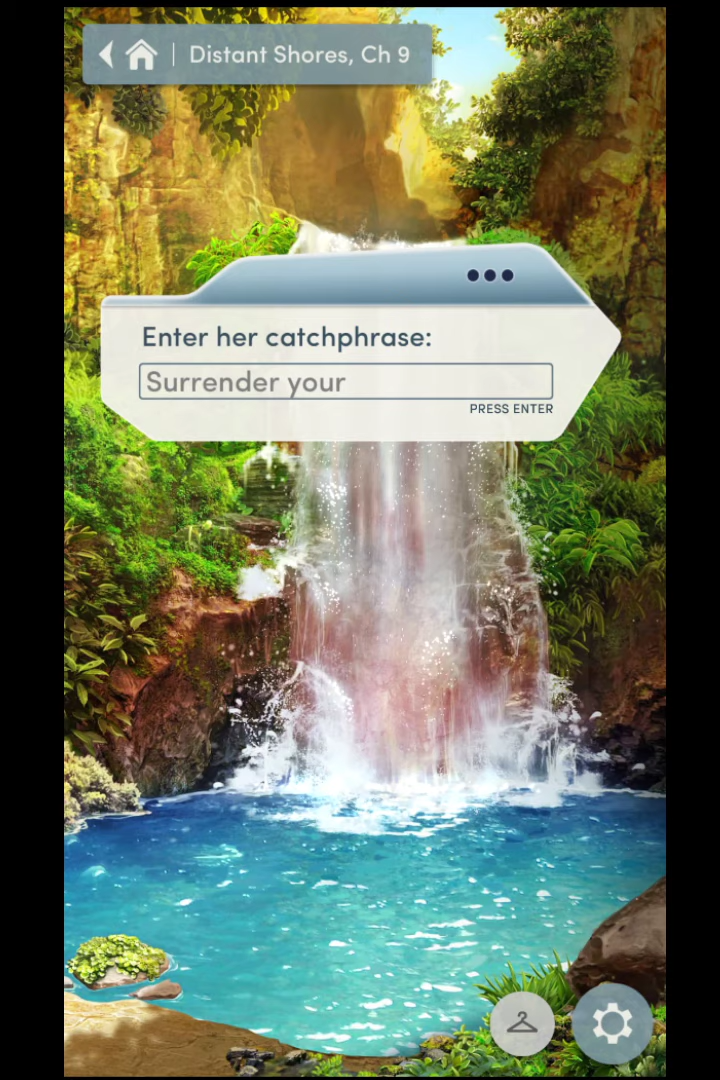 Distant Shores, Ch 9
Enter her catchphrase:
Surrender your
PRESS ENTER